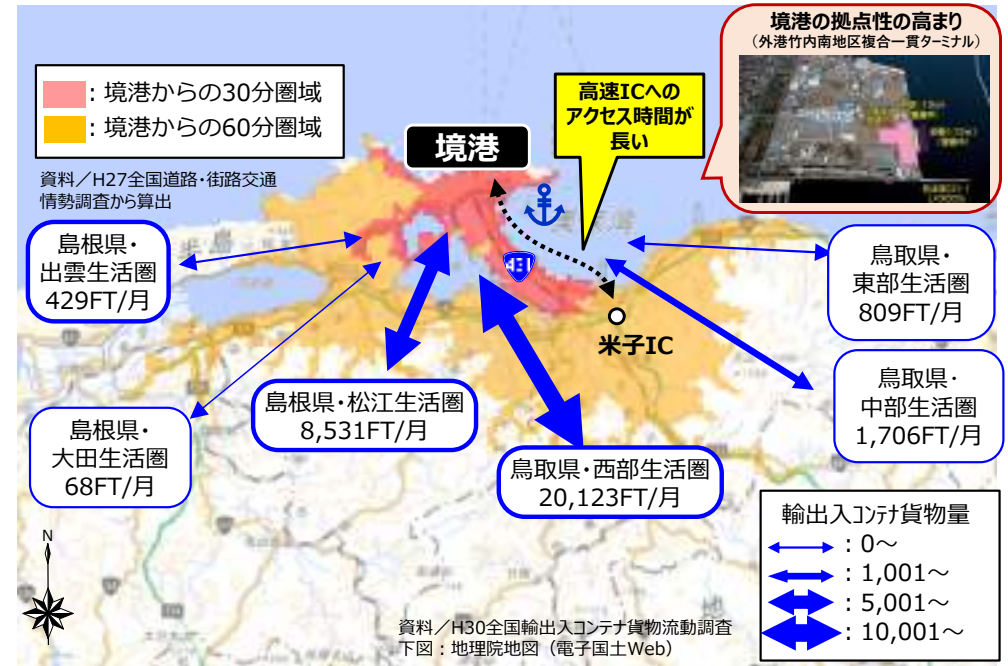 境港の拠点性の高まり
（外港竹内南地区複合一貫ターミナル）
：境港からの30分圏域
：境港からの60分圏域
資料／H27全国道路・街路交通
情勢調査から算出
境港
高速ICへの
アクセス時間が
長い
島根県・
出雲生活圏
429FT/月
鳥取県・
東部生活圏
809FT/月
431
米子IC
島根県・松江生活圏
8,531FT/月
鳥取県・
中部生活圏
1,706FT/月
島根県・
大田生活圏
68FT/月
鳥取県・西部生活圏
20,123FT/月
輸出入コンテナ貨物量
：0～
：1,001～
：5,001～
：10,001～
N
資料／H30全国輸出入コンテナ貨物流動調査
下図：地理院地図（電子国土Web）